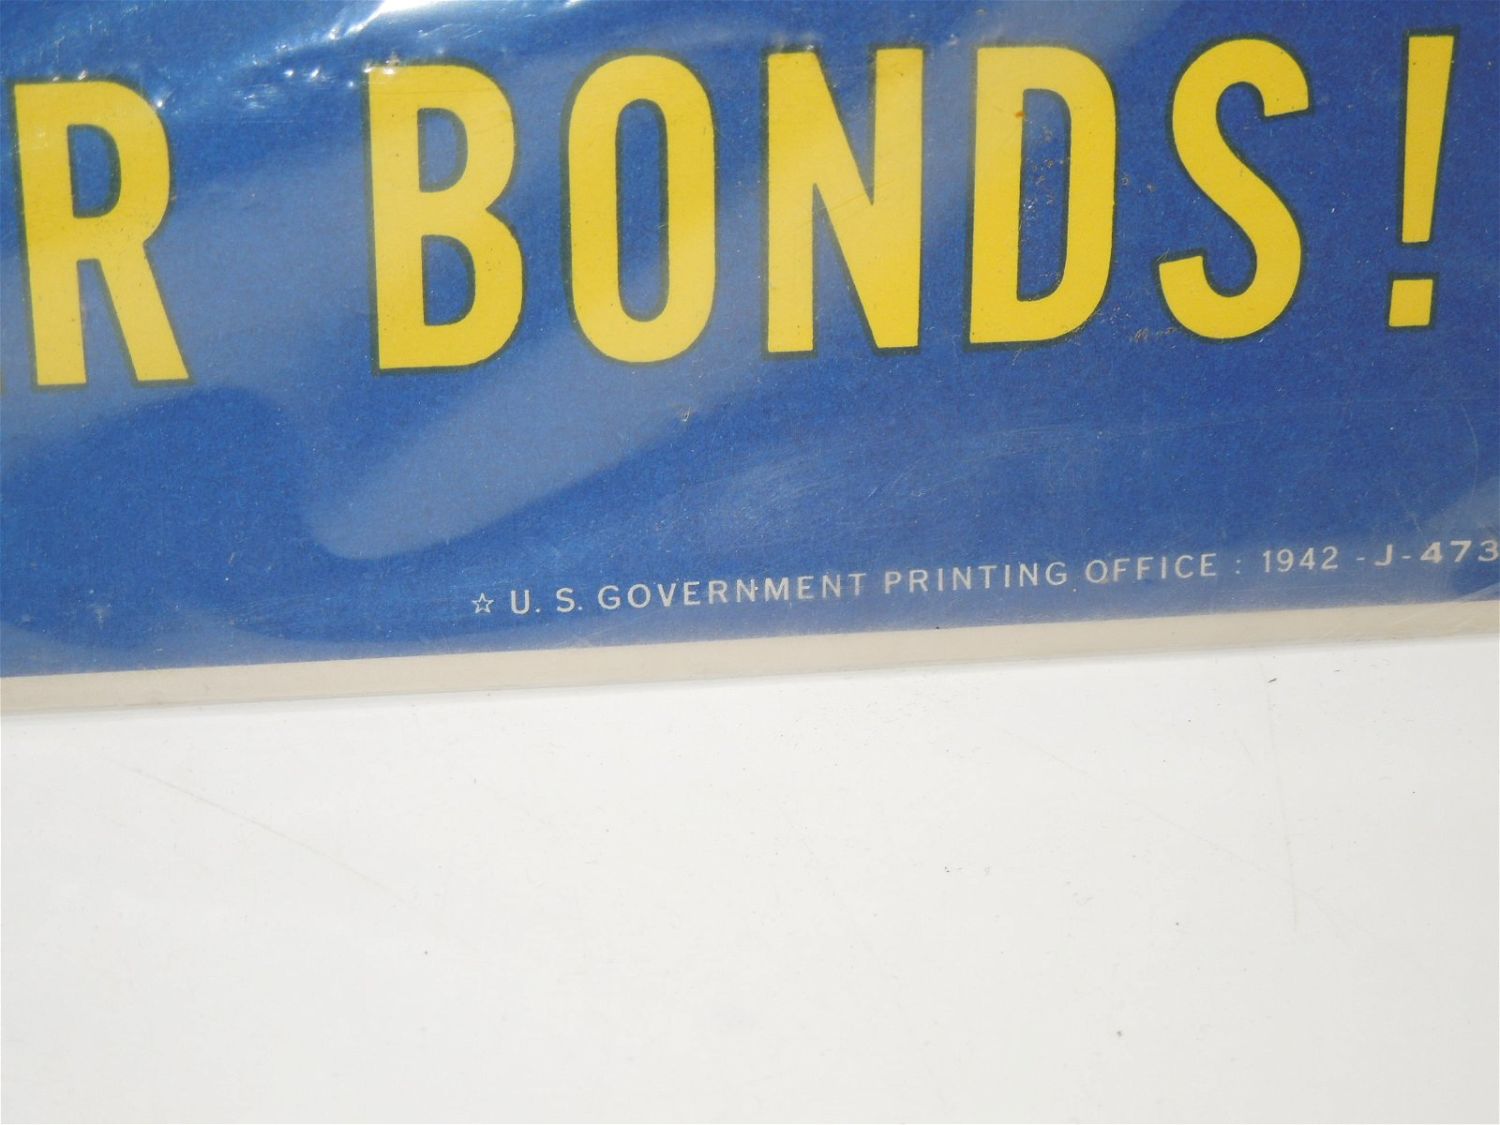 R BONDS!
☆ U. S. GOVERNMENT PRINTING OFFICE : 1942 - J - 473